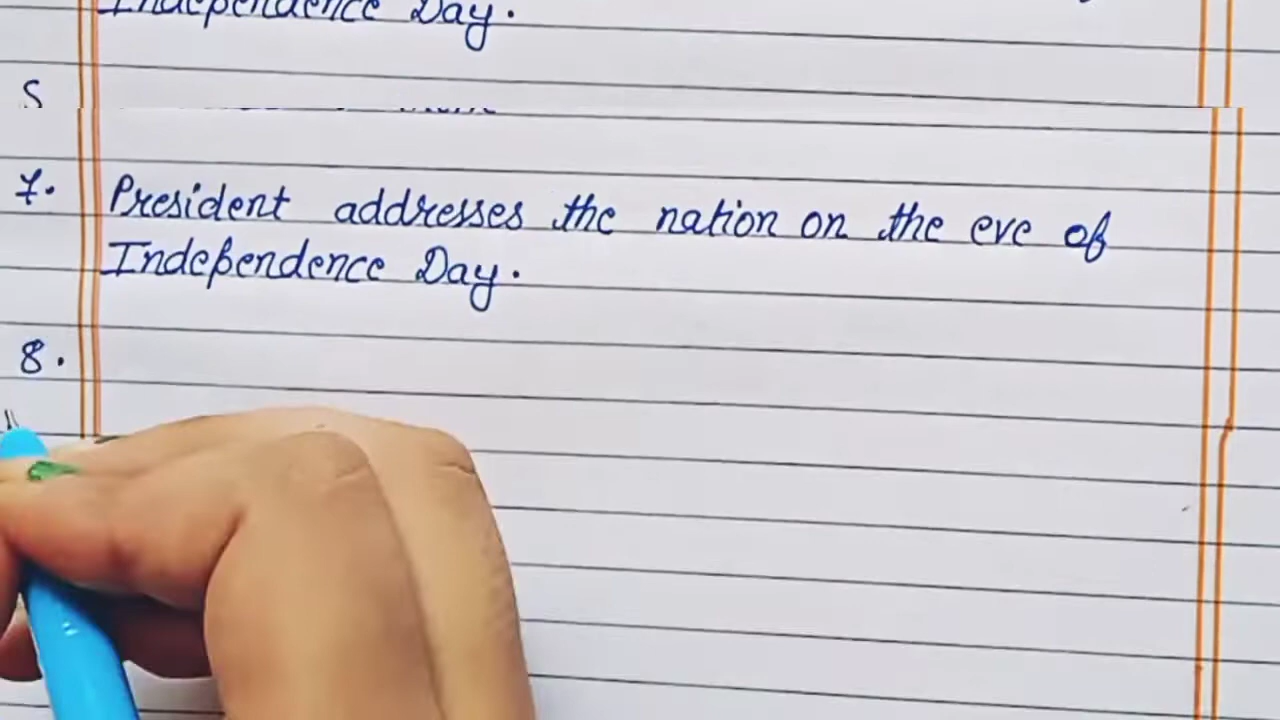 Independence Day.
7. President addresses the nation on the eve of
Independence Day.
8.